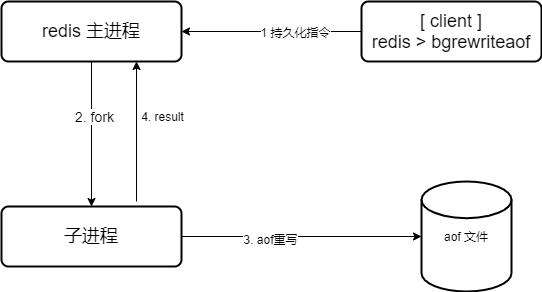 redis 主进程
1 持久化指令
[ client ]
redis > bgrewriteaof
2. fork
4. result
子进程
3. aof重写
aof 文件